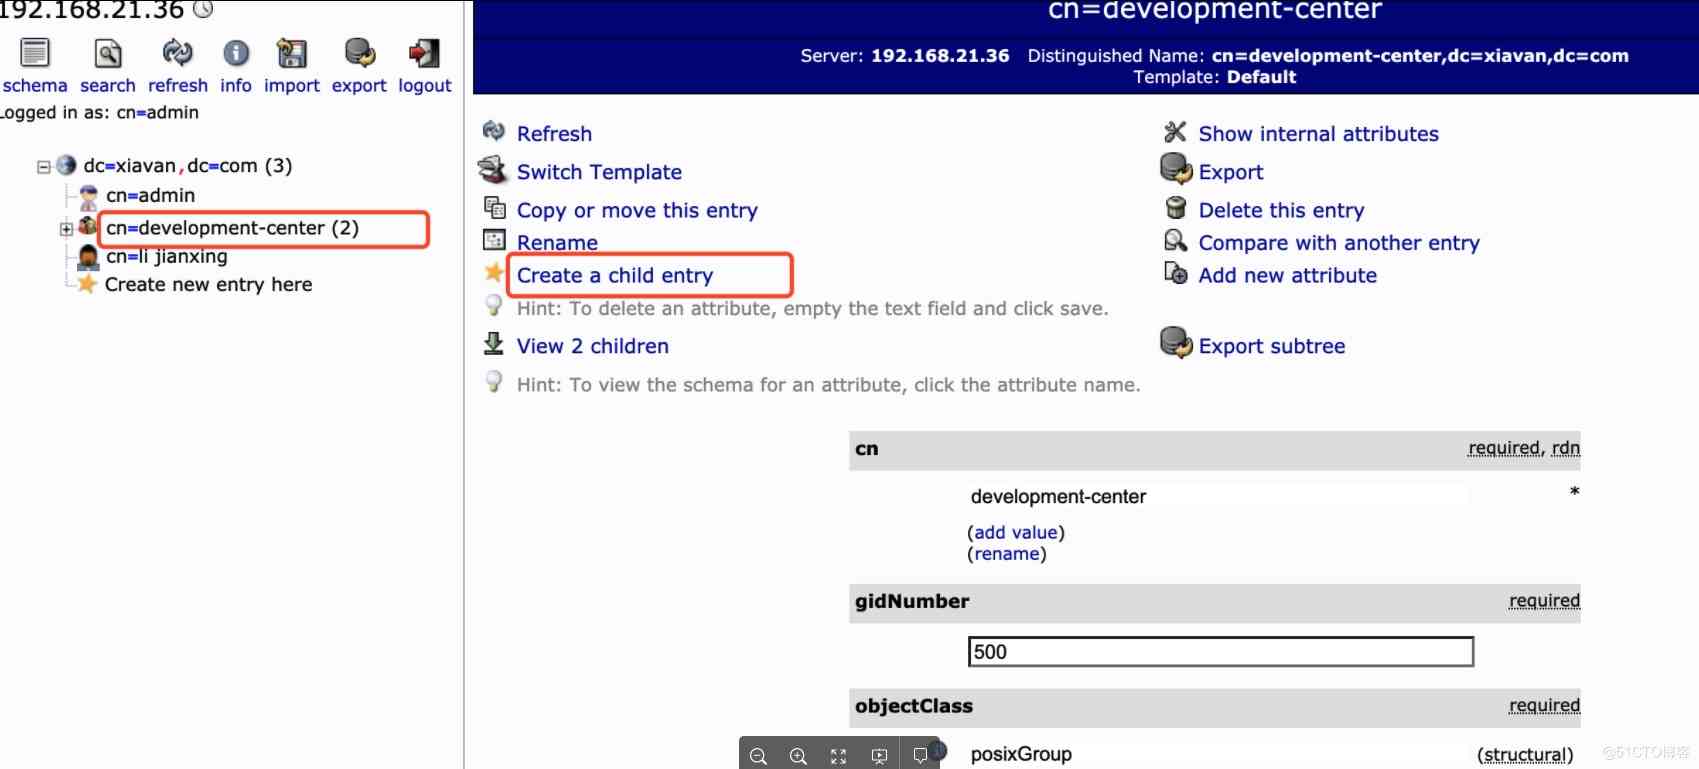 192.168.21.36
schema search refresh info import export logout
Logged in as: cn=admin
dc=xiavan,dc=com (3)
cn=admin
cn=development-center (2)
cn=li jianxing
Create new entry here
cn=development-center
Server: 192.168.21.36 Distinguished Name: cn=development-center,dc=xiavan,dc=com
Template: Default
Refresh
Show internal attributes
Switch Template
Export
Copy or move this entry
Delete this entry
Rename
Compare with another entry
Create a child entry
Add new attribute
Hint: To delete an attribute, empty the text field and click save.
View 2 children
Export subtree
Hint: To view the schema for an attribute, click the attribute name.
cn required, rdn
development-center *
(add value)
(rename)
gidNumber required
500
objectClass required
posixGroup (structural)
@51CTO博客